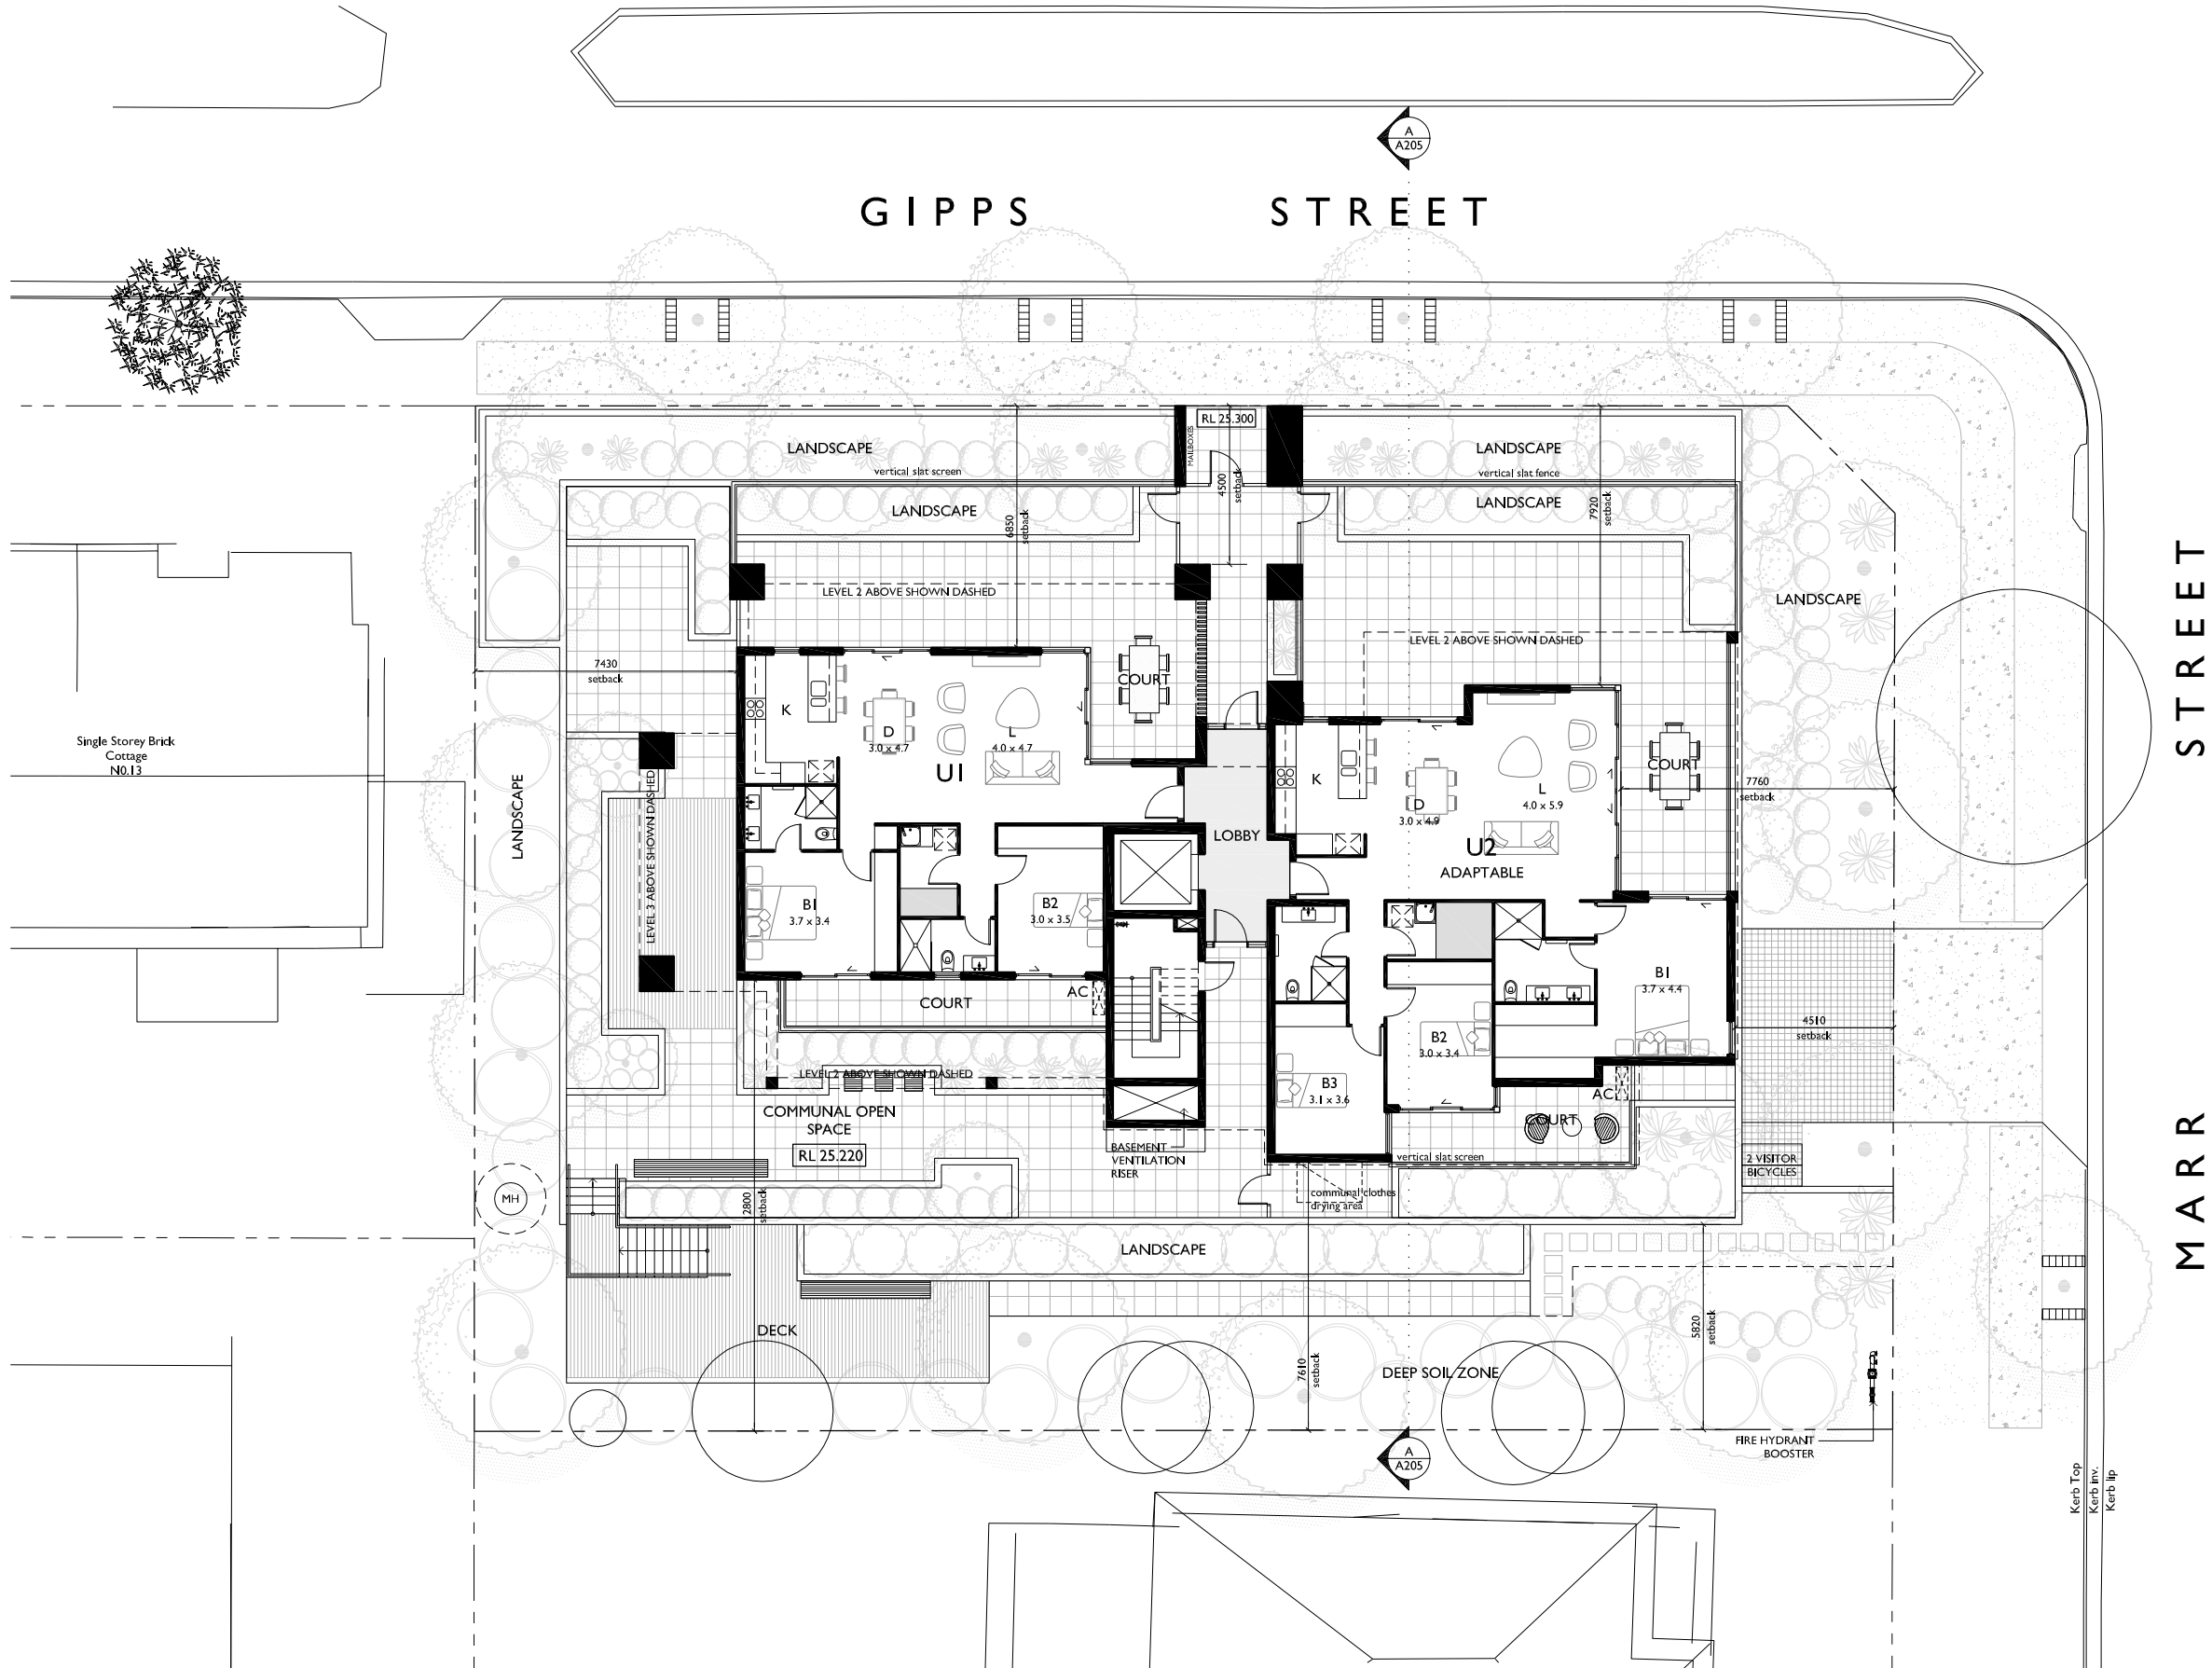 A
A205
GIPPS STREET
RL 25.300
MAILBOXES
LANDSCAPE
vertical slat screen
LANDSCAPE
vertical slat fence
4500
setback
LANDSCAPE
LANDSCAPE
6850
setback
7920
setback
LEVEL 2 ABOVE SHOWN DASHED
LANDSCAPE
LEVEL 2 ABOVE SHOWN DASHED
7430
setback
COURT
K
D
3.0 x 4.7
L
4.0 x 4.7
U1
Single Storey Brick
Cottage
N0.13
LANDSCAPE
LEVEL 3 ABOVE SHOWN DASHED
LOBBY
K
D
3.0 x 4.9
L
4.0 x 5.9
COURT
7760
setback
U2
ADAPTABLE
B1
3.7 x 3.4
B2
3.0 x 3.5
COURT
AC
B1
3.7 x 4.4
4510
setback
B2
3.0 x 3.4
LEVEL 2 ABOVE SHOWN DASHED
B3
3.1 x 3.6
AC
COURT
COMMUNAL OPEN
SPACE
RL 25.220
BASEMENT
VENTILATION
RISER
vertical slat screen
2 VISITOR
BICYCLES
communal clothes
drying area
MH
2800
setback
LANDSCAPE
DECK
7610
setback
DEEP SOIL ZONE
5820
setback
FIRE HYDRANT
BOOSTER
A
A205
Kerb Top
Kerb inv.
Kerb lip
MARR STREET